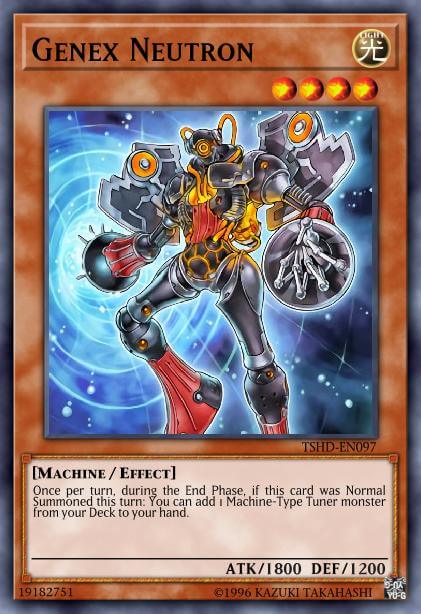 GENEX NEUTRON
LIGHT
光
TSHD-EN097
[MACHINE / EFFECT]
Once per turn, during the End Phase, if this card was Normal
Summoned this turn: You can add 1 Machine-Type Tuner monster
from your Deck to your hand.
ATK/1800 DEF/1200
19182751
©1996 KAZUKI TAKAHASHI